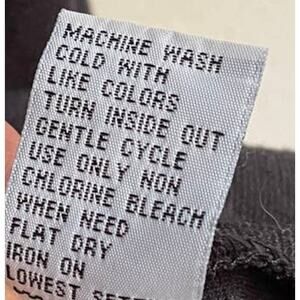 MACHINE WASH
COLD WITH
LIKE COLORS
TURN INSIDE OUT
GENTLE CYCLE
USE ONLY NON
CHLORINE BLEACH
WHEN NEED
FLAT DRY
IRON ON
LOWEST